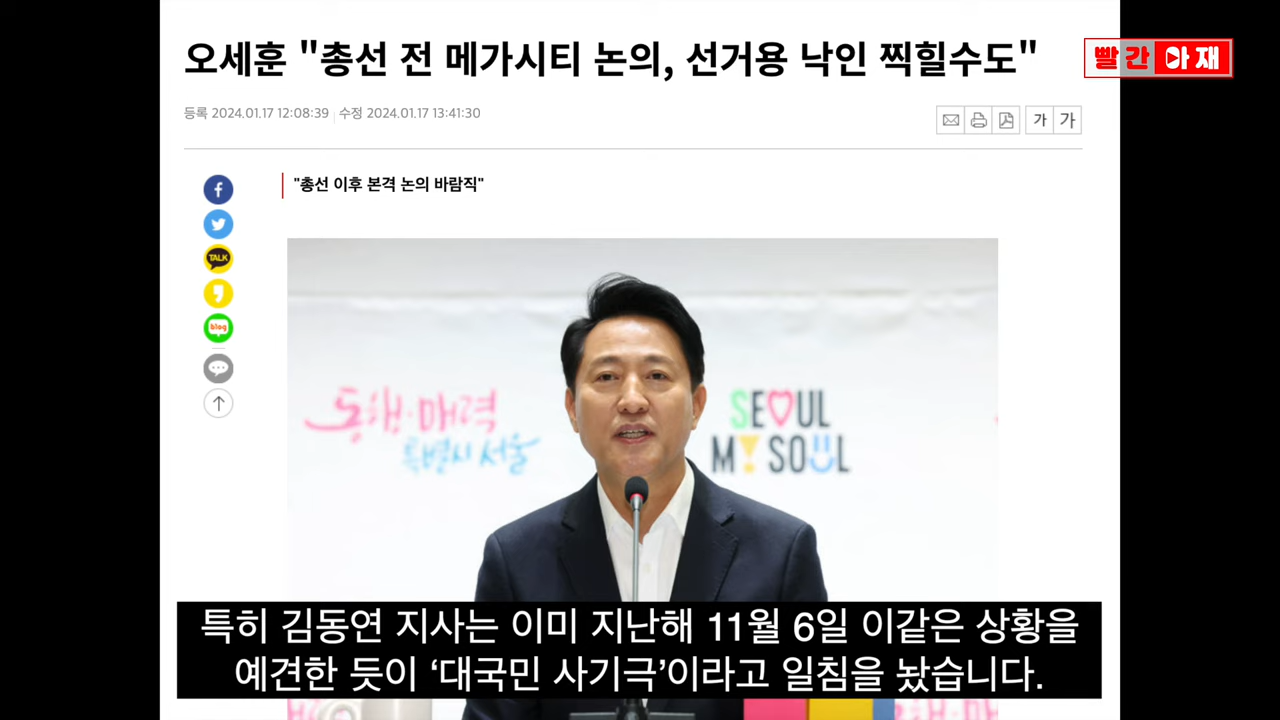 오세훈 "총선 전 메가시티 논의, 선거용 낙인 찍힐수도"
빨간아재
등록 2024.01.17 12:08:39 수정 2024.01.17 13:41:30
가 가
"총선 이후 본격 논의 바람직"
TALK
blog
동행·매력
특별시 서울
SEOUL
MY SOUL
특히 김동연 지사는 이미 지난해 11월 6일 이같은 상황을
예견한 듯이 ‘대국민 사기극’이라고 일침을 놨습니다.